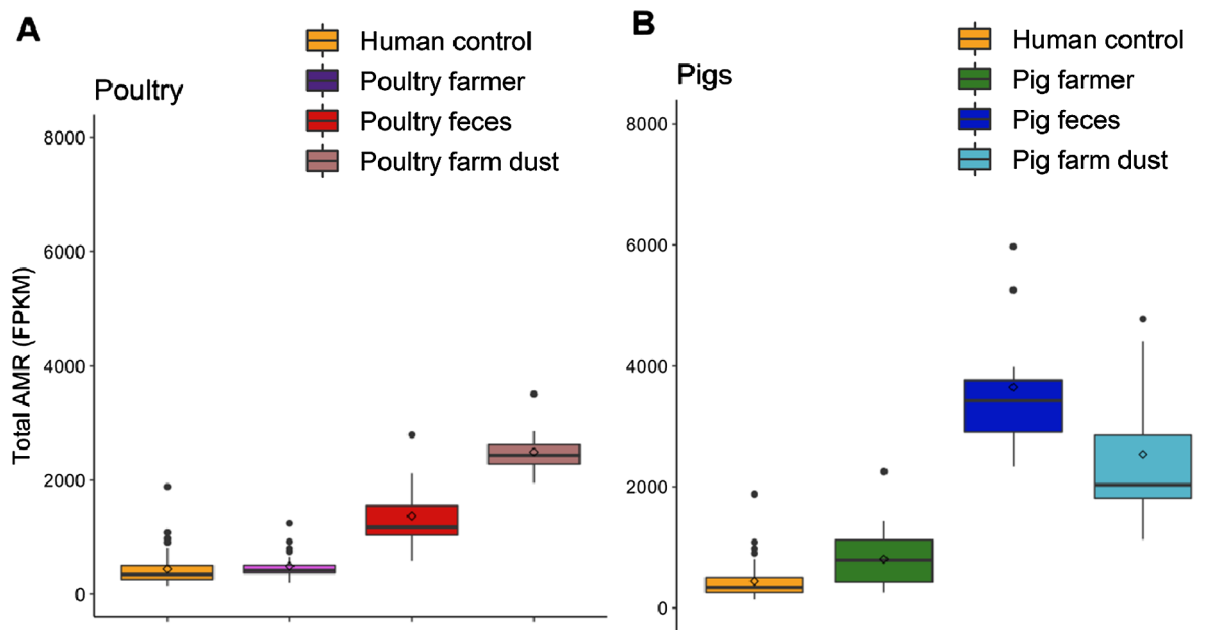 A
Human control
Poultry farmer
Poultry feces
Poultry farm dust
Poultry
8000
6000
4000
2000
0
Total AMR (FPKM)
B
Human control
Pig farmer
Pig feces
Pig farm dust
Pigs
8000
6000
4000
2000
0